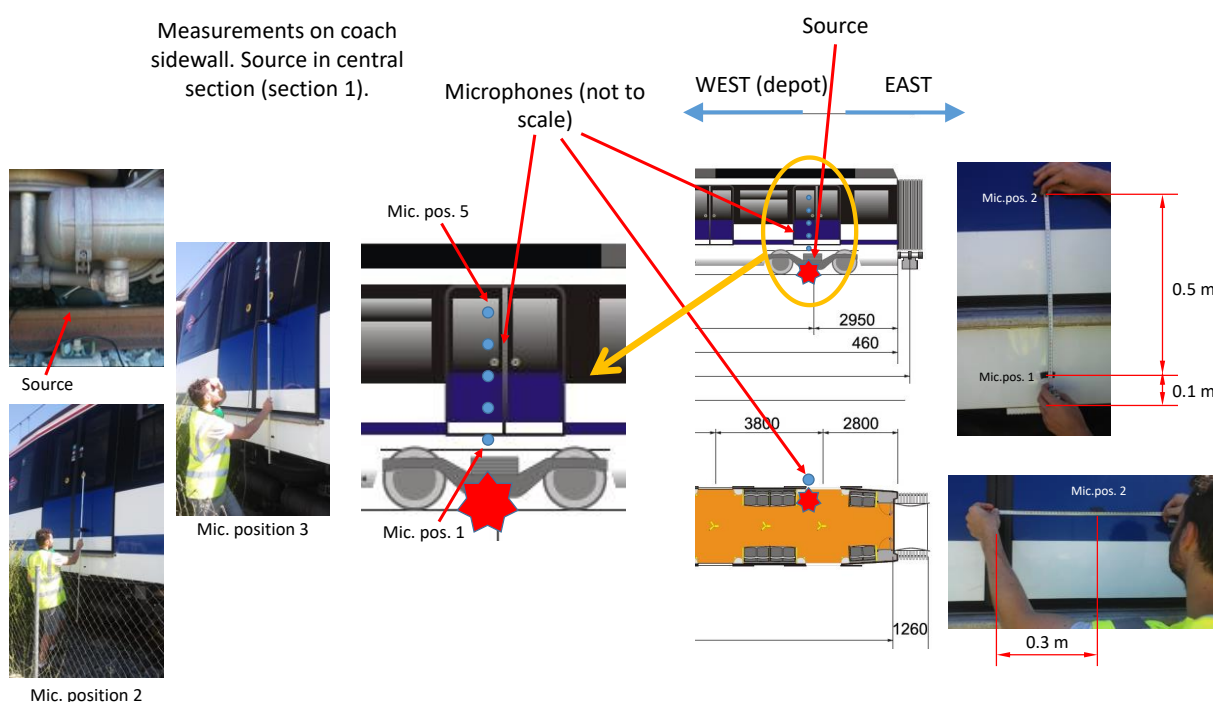 Measurements on coach
sidewall. Source in central
section (section 1).
Source
WEST (depot)
EAST
Microphones (not to
scale)
Mic. pos. 5
Mic.pos. 2
0.5 m
2950
460
Mic.pos. 1
0.1 m
Source
3800
2800
Mic. pos. 1
Mic. position 3
Mic.pos. 2
1260
0.3 m
Mic. position 2